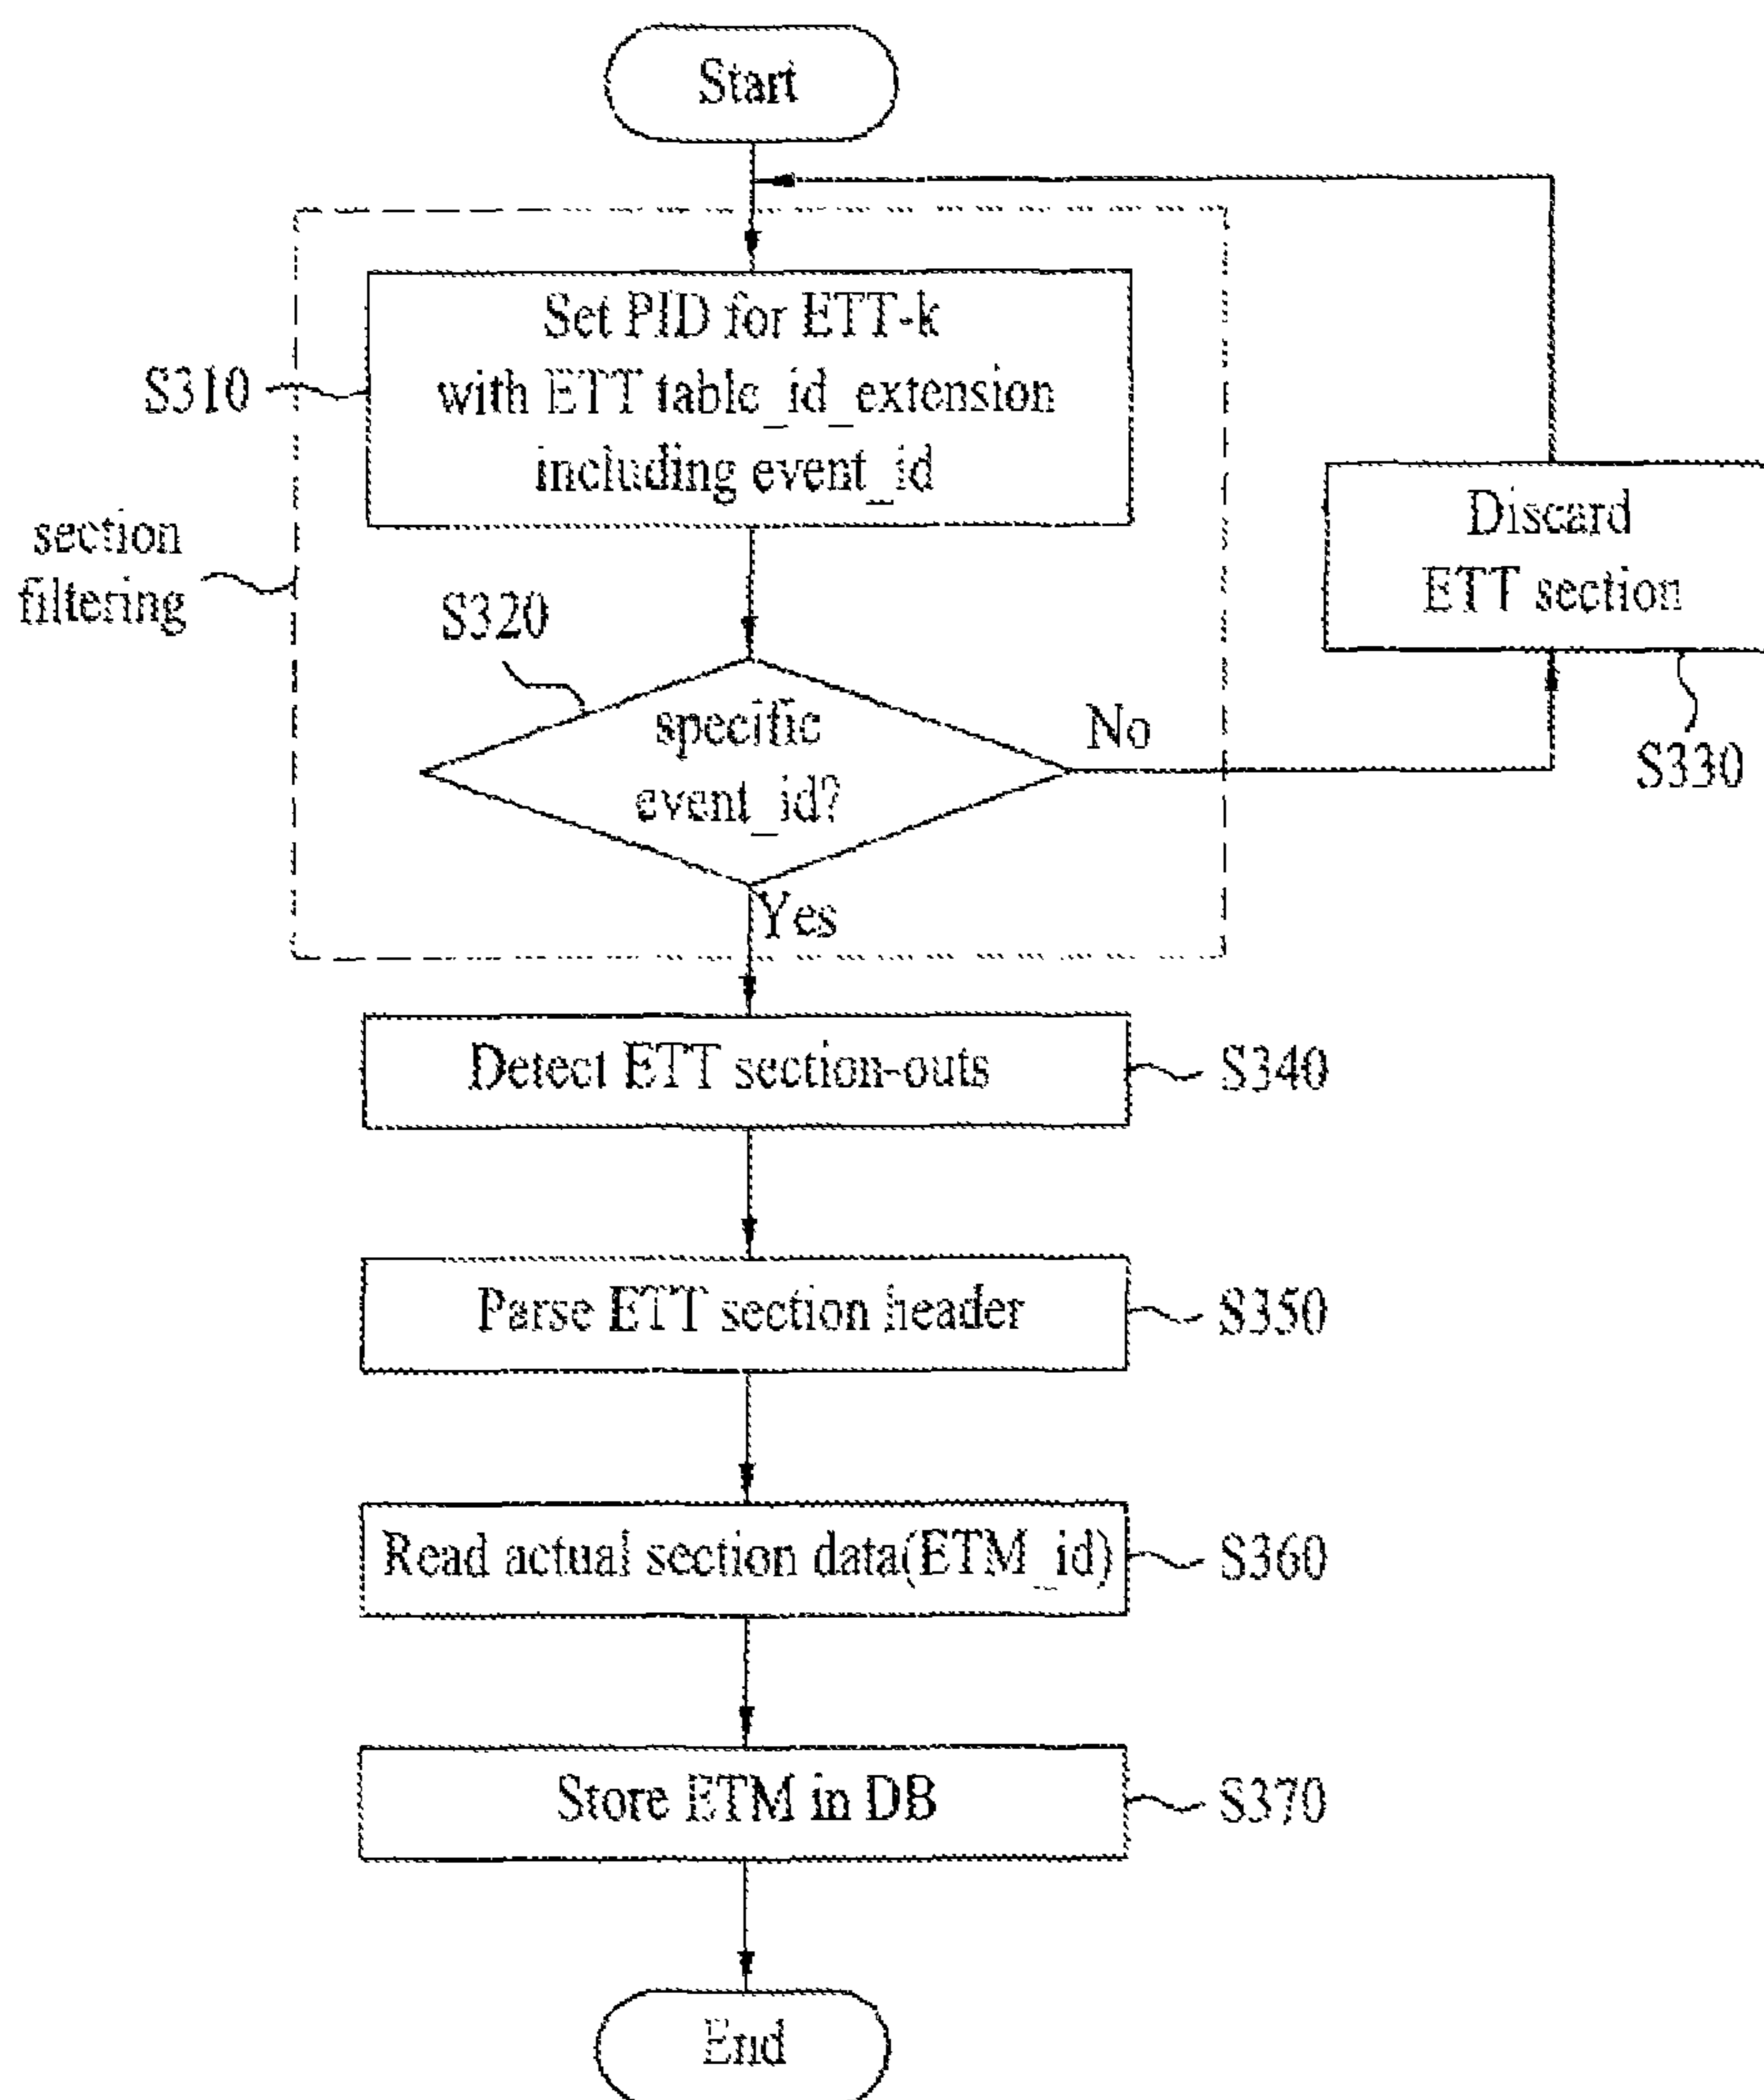 Start
Set PID for ETT-k
with ETT table_id_extension
including event_id
S310
section
filtering
S320
specific
event_id?
No
Yes
Discard
ETT section
S330
Detect ETT section-outs
S340
Parse ETT section header
S350
Read actual section data(ETM_id)
S360
Store ETM in DB
S370
End